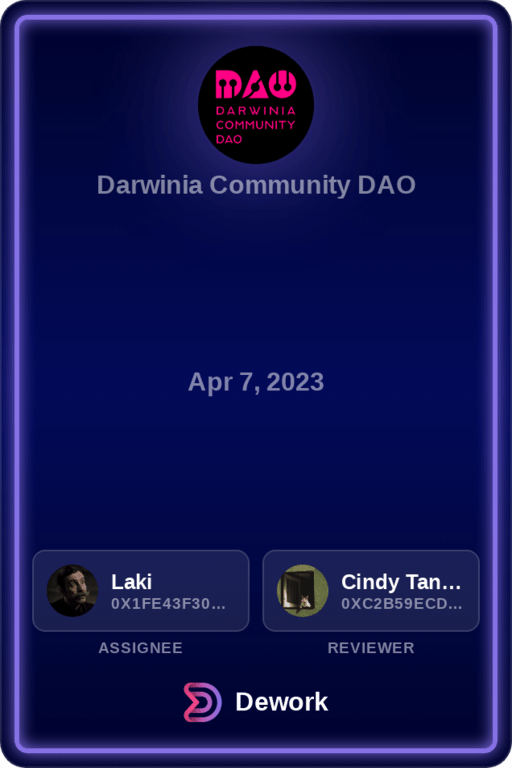 DAO
DARWINIA
COMMUNITY
DAO
Darwinia Community DAO
Apr 7, 2023
Laki
0X1FE43F30...
Cindy Tan...
0XC2B59ECD...
ASSIGNEE
REVIEWER
Dework